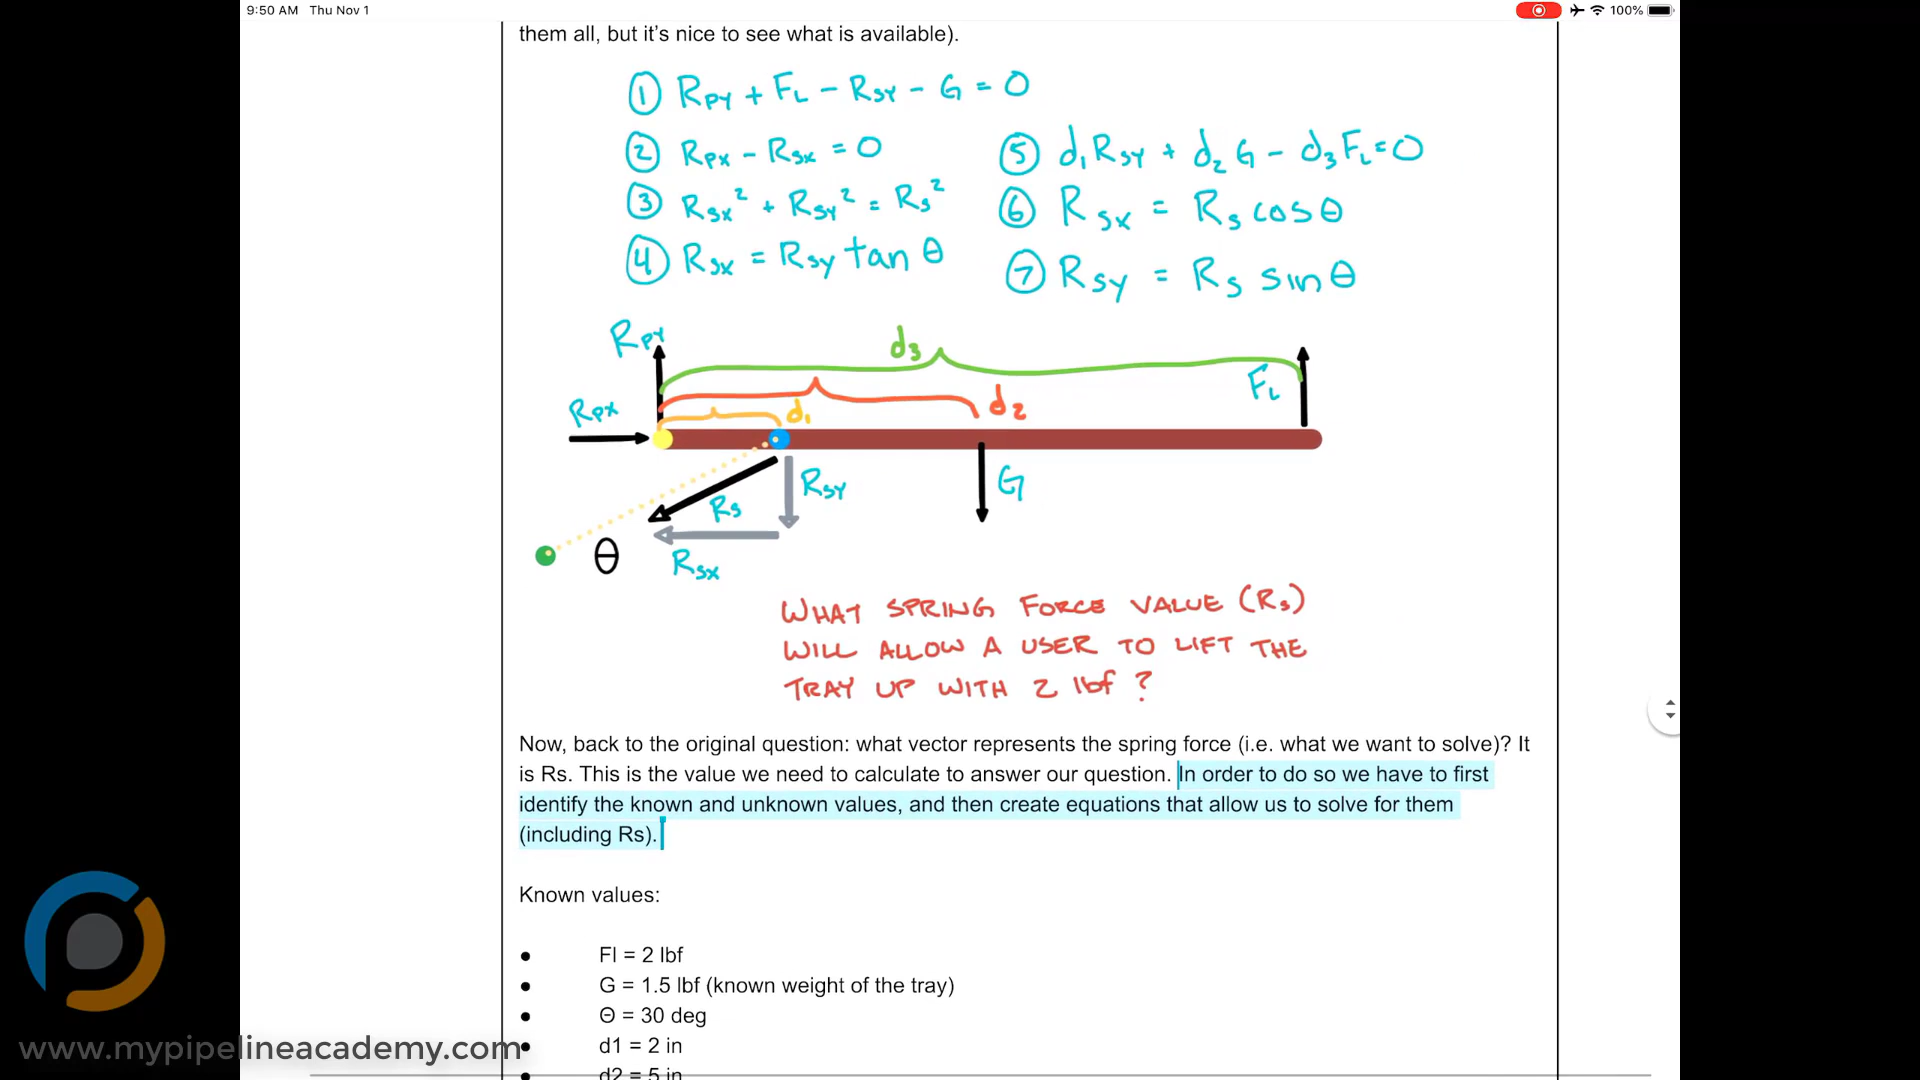 9:50 AM Thu Nov 1
100%
them all, but it's nice to see what is available).
① RPY + FL − RSY − G = 0
② RPX − RSX = 0
③ RSX² + RSY² = RS²
④ RSX = RSY tan θ
⑤ d1 RSY + d2 G − d3 FL = 0
⑥ RSX = RS cos θ
⑦ RSY = RS sin θ
RPY
d3
FL
RPX
d1
d2
RSY
G
RS
θ
RSX
WHAT SPRING FORCE VALUE (RS)
WILL ALLOW A USER TO LIFT THE
TRAY UP WITH 2 lbf ?
Now, back to the original question: what vector represents the spring force (i.e. what we want to solve)? It
is Rs. This is the value we need to calculate to answer our question. In order to do so we have to first
identify the known and unknown values, and then create equations that allow us to solve for them
(including Rs).
Known values:
● Fl = 2 lbf
● G = 1.5 lbf (known weight of the tray)
● Θ = 30 deg
● d1 = 2 in
● d2 = 5 in
www.mypipelineacademy.com